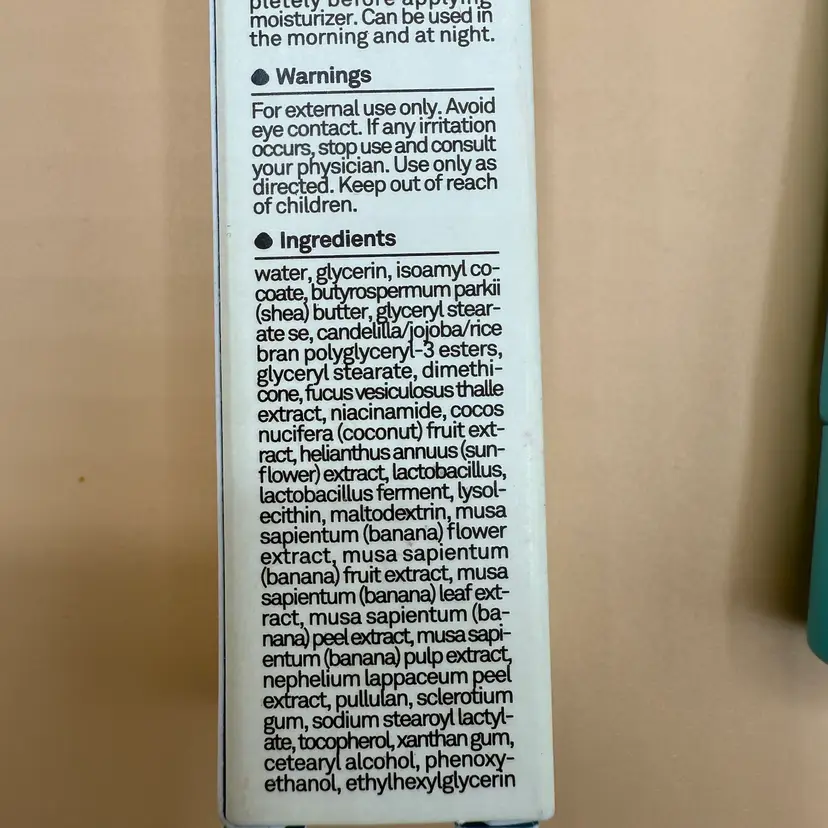 pletely before applying
moisturizer. Can be used in
the morning and at night.
Warnings
For external use only. Avoid
eye contact. If any irritation
occurs, stop use and consult
your physician. Use only as
directed. Keep out of reach
of children.
Ingredients
water, glycerin, isoamyl co-
coate, butyrospermum parkii
(shea) butter, glyceryl stear-
ate se, candelilla/jojoba/rice
bran polyglyceryl-3 esters,
glyceryl stearate, dimethi-
cone, fucus vesiculosus thalle
extract, niacinamide, cocos
nucifera (coconut) fruit ext-
ract, helianthus annuus (sun-
flower) extract, lactobacillus,
lactobacillus ferment, lysol-
ecithin, maltodextrin, musa
sapientum (banana) flower
extract, musa sapientum
(banana) fruit extract, musa
sapientum (banana) leaf ext-
ract, musa sapientum (ba-
nana) peel extract, musa sapi-
entum (banana) pulp extract,
nephelium lappaceum peel
extract, pullulan, sclerotium
gum, sodium stearoyl lactyl-
ate, tocopherol, xanthan gum,
cetearyl alcohol, phenoxy-
ethanol, ethylhexylglycerin